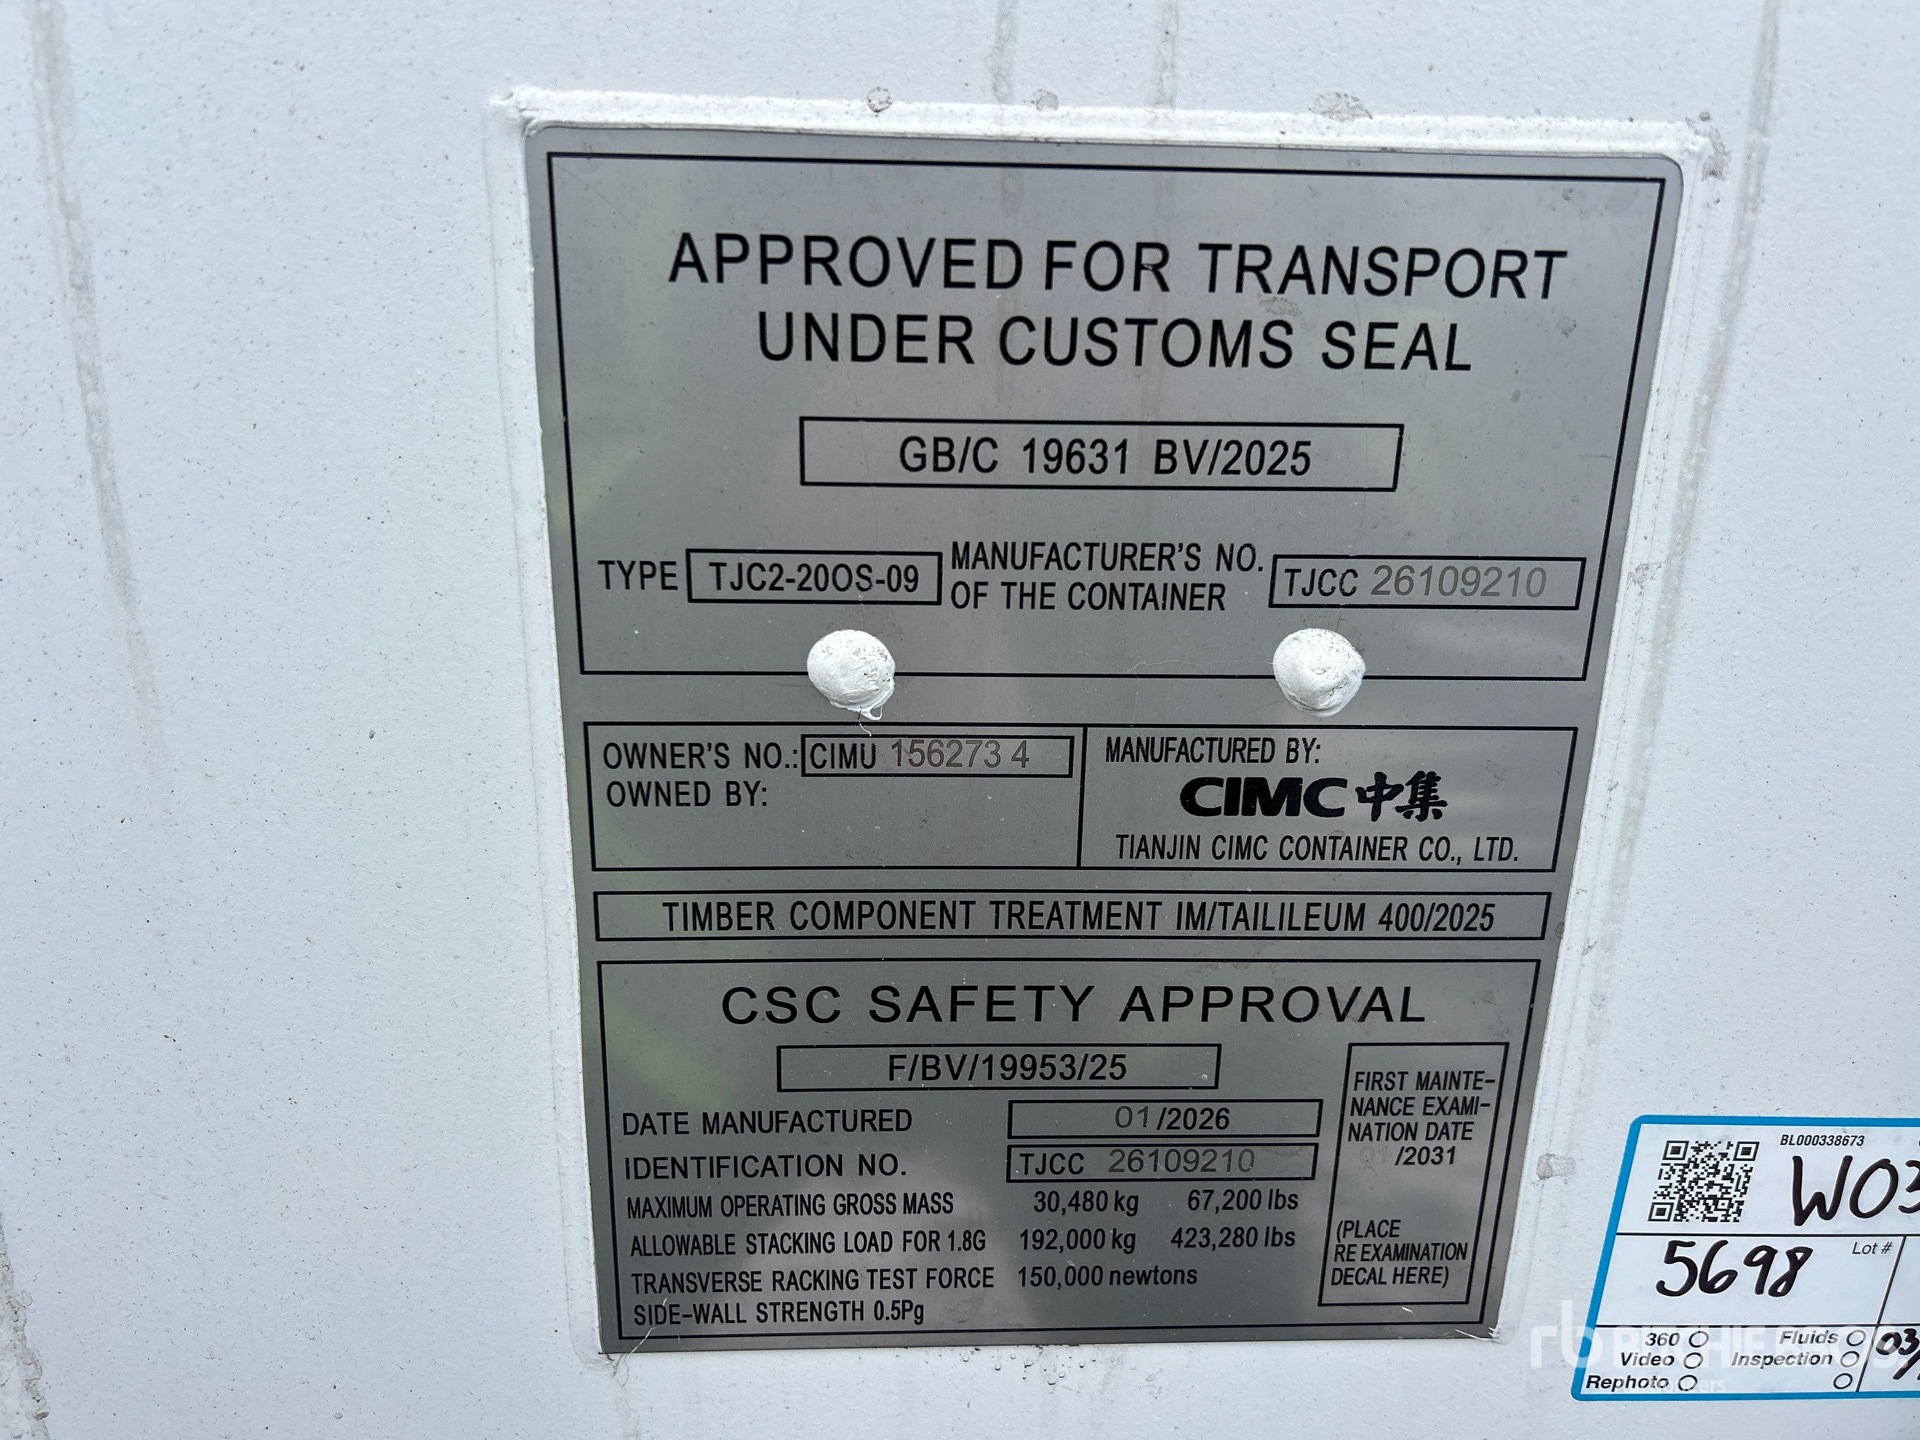 APPROVED FOR TRANSPORT
UNDER CUSTOMS SEAL
GB/C 19631 BV/2025
TYPE TJC2-20OS-09 MANUFACTURER'S NO. OF THE CONTAINER TJCC 26109210
OWNER'S NO.: CIMU 156273 4
OWNED BY:
MANUFACTURED BY:
CIMC中集
TIANJIN CIMC CONTAINER CO., LTD.
TIMBER COMPONENT TREATMENT IM/TAILILEUM 400/2025
CSC SAFETY APPROVAL
F/BV/19953/25
DATE MANUFACTURED 01/2026
IDENTIFICATION NO. TJCC 26109210
MAXIMUM OPERATING GROSS MASS 30,480 kg 67,200 lbs
ALLOWABLE STACKING LOAD FOR 1.8G 192,000 kg 423,280 lbs
TRANSVERSE RACKING TEST FORCE 150,000 newtons
SIDE-WALL STRENGTH 0.5Pg
FIRST MAINTE-
NANCE EXAMI-
NATION DATE
01/2031
(PLACE
RE EXAMINATION
DECAL HERE)
BL000338673
W03
5698 Lot #
360 Fluids
Video Inspection
Rephoto
03/